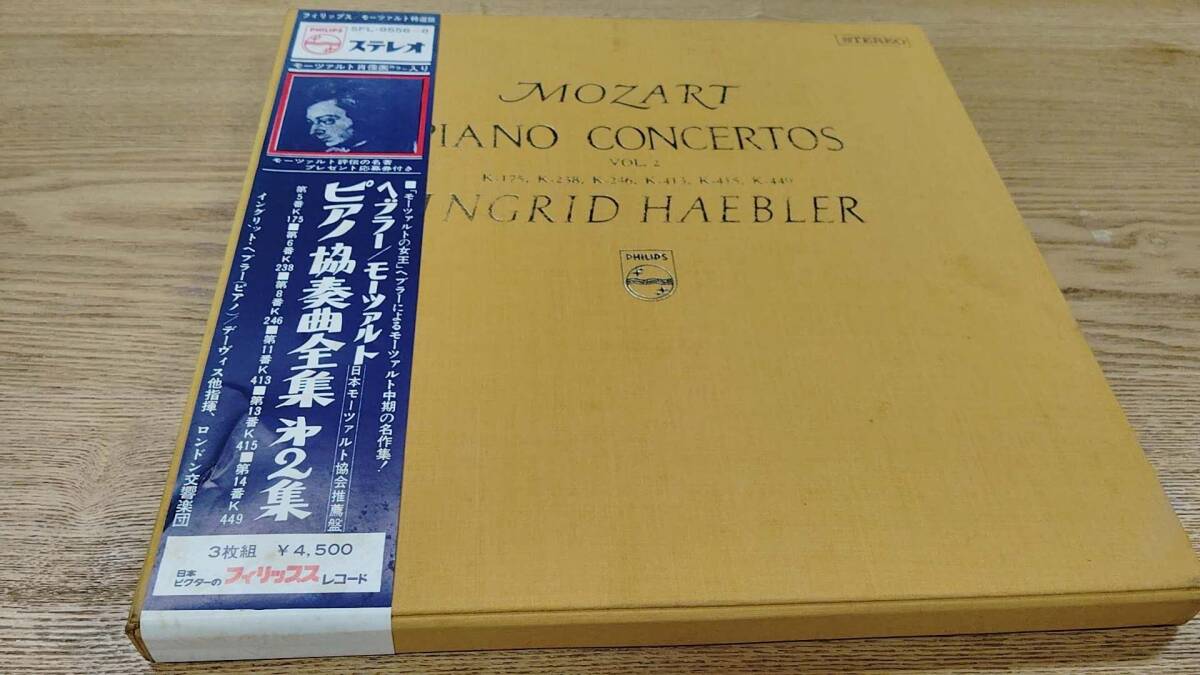 フィリップス/モーツァルト特選版
PHILIPS
SFL-8556~8
ステレオ
モーツァルト肖像画カラー入り
モーツァルト評伝の名著
プレゼント応募券付き
■「モーツァルトの女王」ヘブラーによるモーツァルト中期の名作集!
ヘブラー/モーツァルト
日本モーツァルト協会推薦盤
ピアノ協奏曲全集 第2集
第5番K175■第6番K238■第8番K246■第11番K413■第13番K415■第14番K449
イングリット・ヘブラー「ピアノ」/デーヴィス他指揮、ロンドン交響楽団
3枚組 ¥4,500
日本ビクターの フィリップス レコード
STEREO
MOZART
PIANO CONCERTOS
VOL. 2
K-175, K-238, K-246, K-413, K-415, K-449
INGRID HAEBLER
PHILIPS